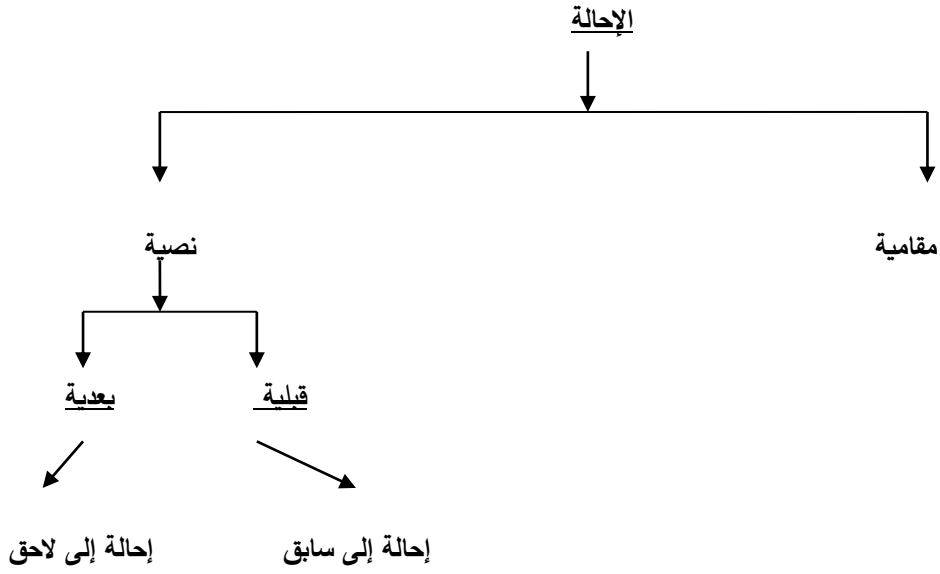 الإحالة
مقامية
نصية
قبلية
بعدية
إحالة إلى سابق
إحالة إلى لاحق